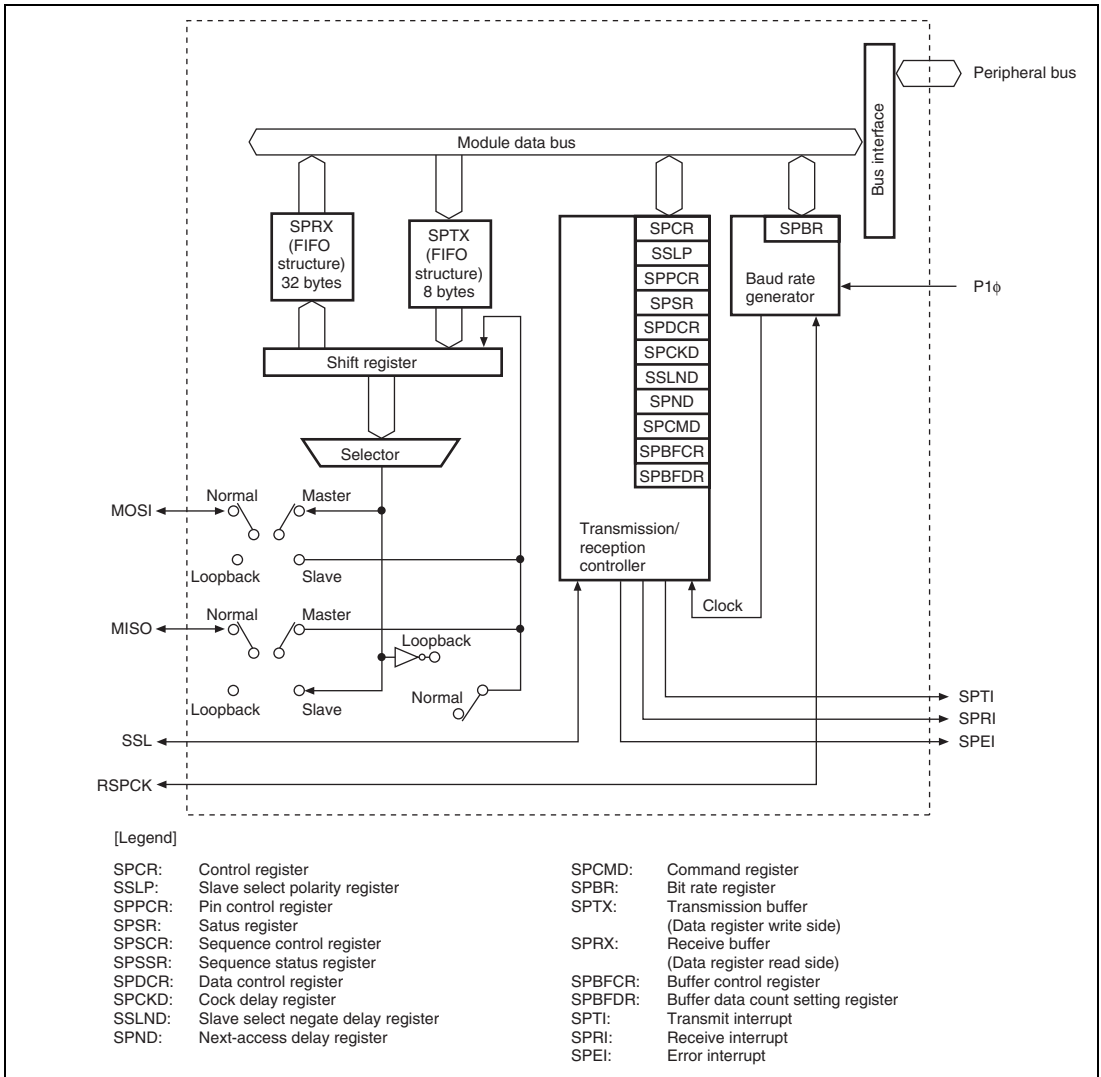 Peripheral bus
Bus interface
Module data bus
SPRX
(FIFO
structure)
32 bytes
SPTX
(FIFO
structure)
8 bytes
SPCR
SSLP
SPPCR
SPSR
SPDCR
SPCKD
SSLND
SPND
SPCMD
SPBFCR
SPBFDR
Transmission/
reception
controller
SPBR
Baud rate
generator
P1ϕ
Shift register
Selector
Clock
MOSI
Normal
Master
Loopback
Slave
MISO
Normal
Master
Loopback
Loopback
Slave
Normal
SSL
RSPCK
SPTI
SPRI
SPEI
[Legend]
SPCR: Control register
SSLP: Slave select polarity register
SPPCR: Pin control register
SPSR: Satus register
SPSCR: Sequence control register
SPSSR: Sequence status register
SPDCR: Data control register
SPCKD: Cock delay register
SSLND: Slave select negate delay register
SPND: Next-access delay register
SPCMD: Command register
SPBR: Bit rate register
SPTX: Transmission buffer
(Data register write side)
SPRX: Receive buffer
(Data register read side)
SPBFCR: Buffer control register
SPBFDR: Buffer data count setting register
SPTI: Transmit interrupt
SPRI: Receive interrupt
SPEI: Error interrupt